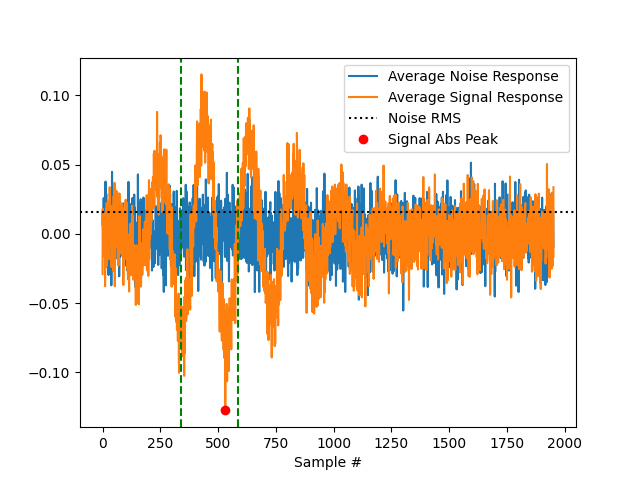 Average Noise Response
Average Signal Response
Noise RMS
Signal Abs Peak
0.10
0.05
0.00
−0.05
−0.10
0 250 500 750 1000 1250 1500 1750 2000
Sample #